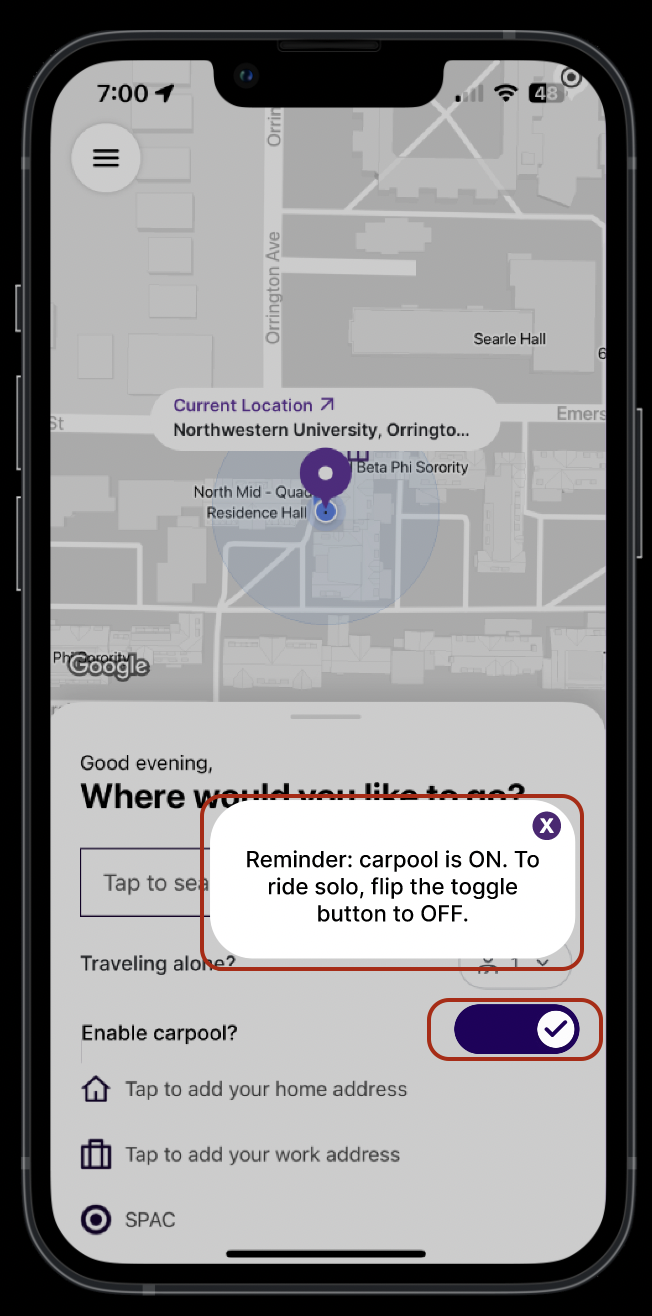 7:00
48
Orrin
Orrington Ave
Searle Hall
6
Current Location
Northwestern University, Orringto...
St
Emers
Beta Phi Sorority
North Mid - Quad
Residence Hall
Phi Sorority
Google
Good evening,
Where would you like to go?
X
Reminder: carpool is ON. To
ride solo, flip the toggle
button to OFF.
Tap to sea
Traveling alone?
1
Enable carpool?
Tap to add your home address
Tap to add your work address
SPAC